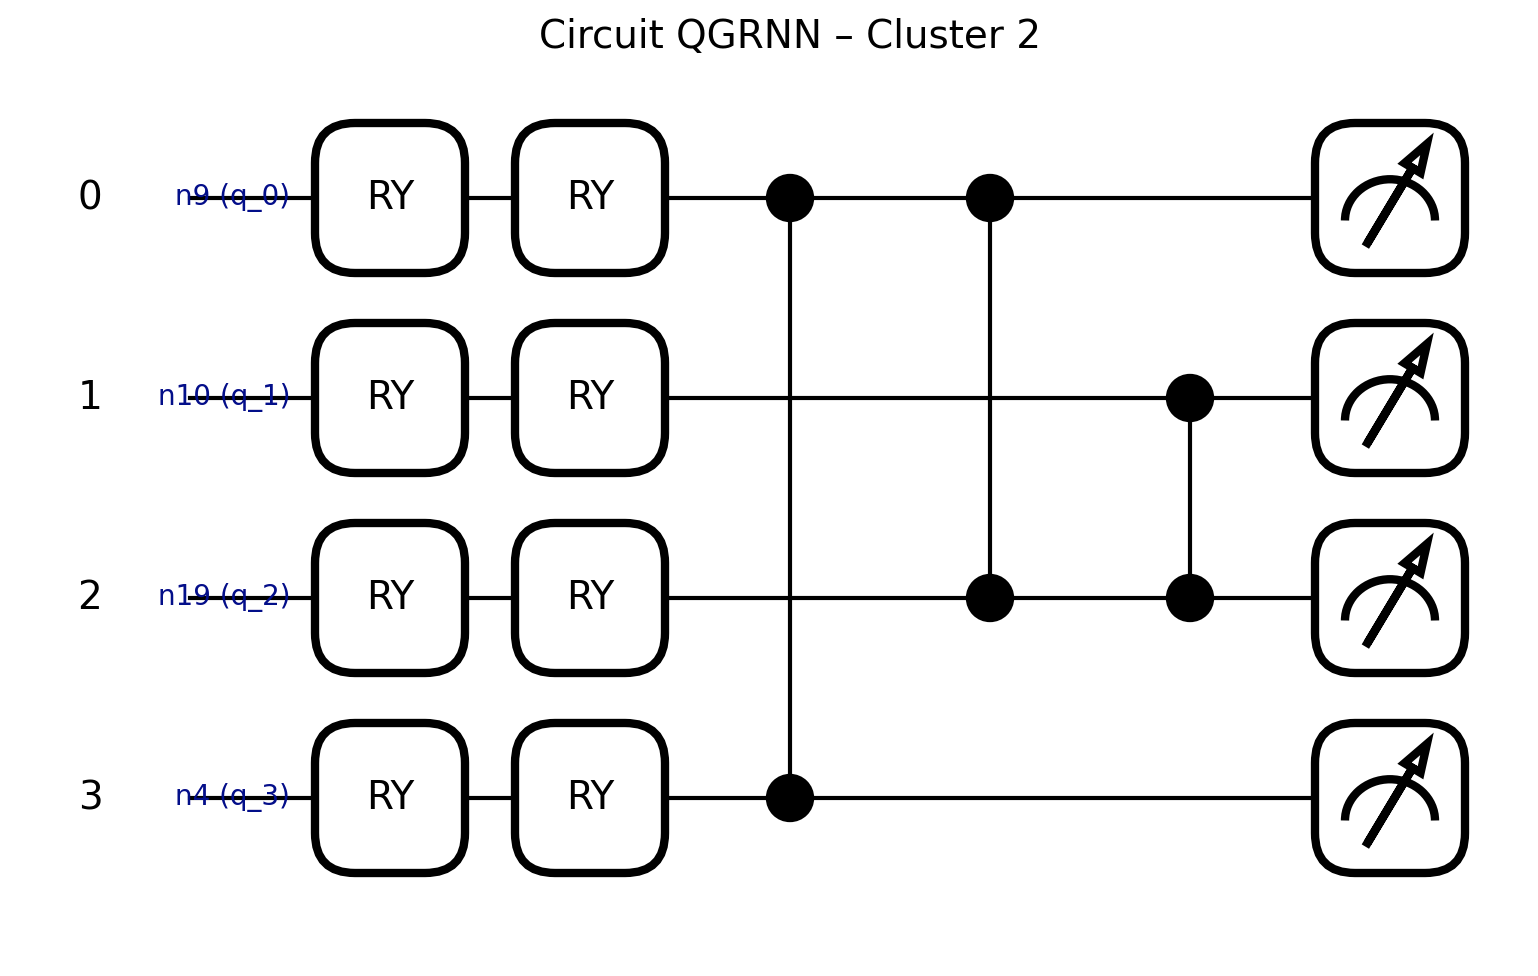 Circuit QGRNN – Cluster 2
0 n9 (q_0) RY RY
1 n10 (q_1) RY RY
2 n19 (q_2) RY RY
3 n4 (q_3) RY RY